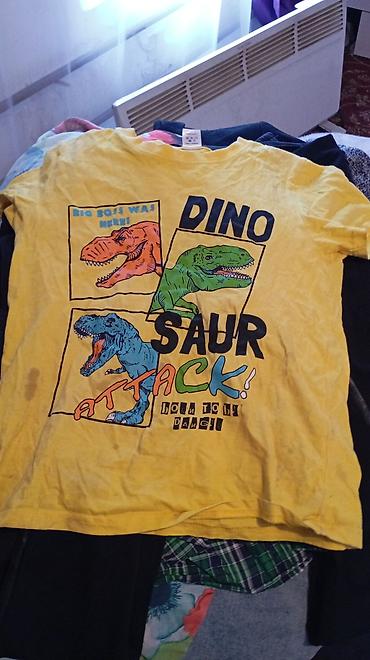 BIG BOSS WAS
HERE!
DINO
SAUR
ATTACK!